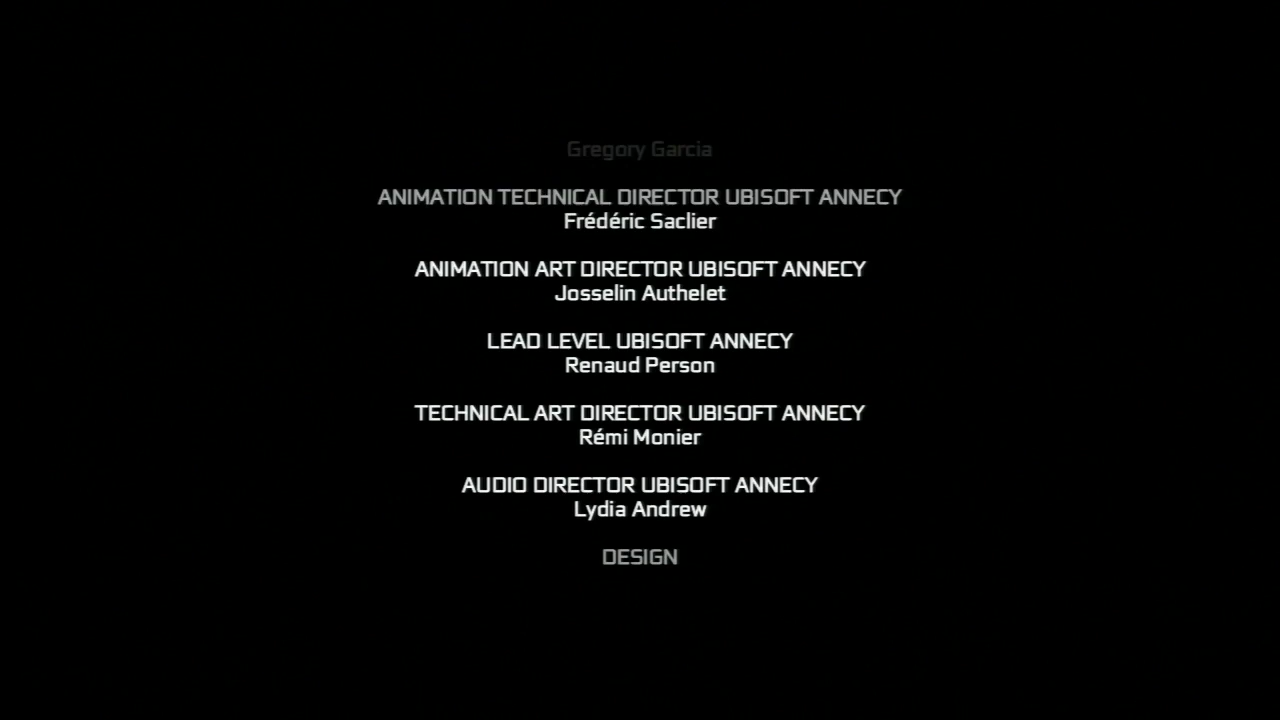 Gregory Garcia
ANIMATION TECHNICAL DIRECTOR UBISOFT ANNECY
Frédéric Saclier
ANIMATION ART DIRECTOR UBISOFT ANNECY
Josselin Authelet
LEAD LEVEL UBISOFT ANNECY
Renaud Person
TECHNICAL ART DIRECTOR UBISOFT ANNECY
Rémi Monier
AUDIO DIRECTOR UBISOFT ANNECY
Lydia Andrew
DESIGN